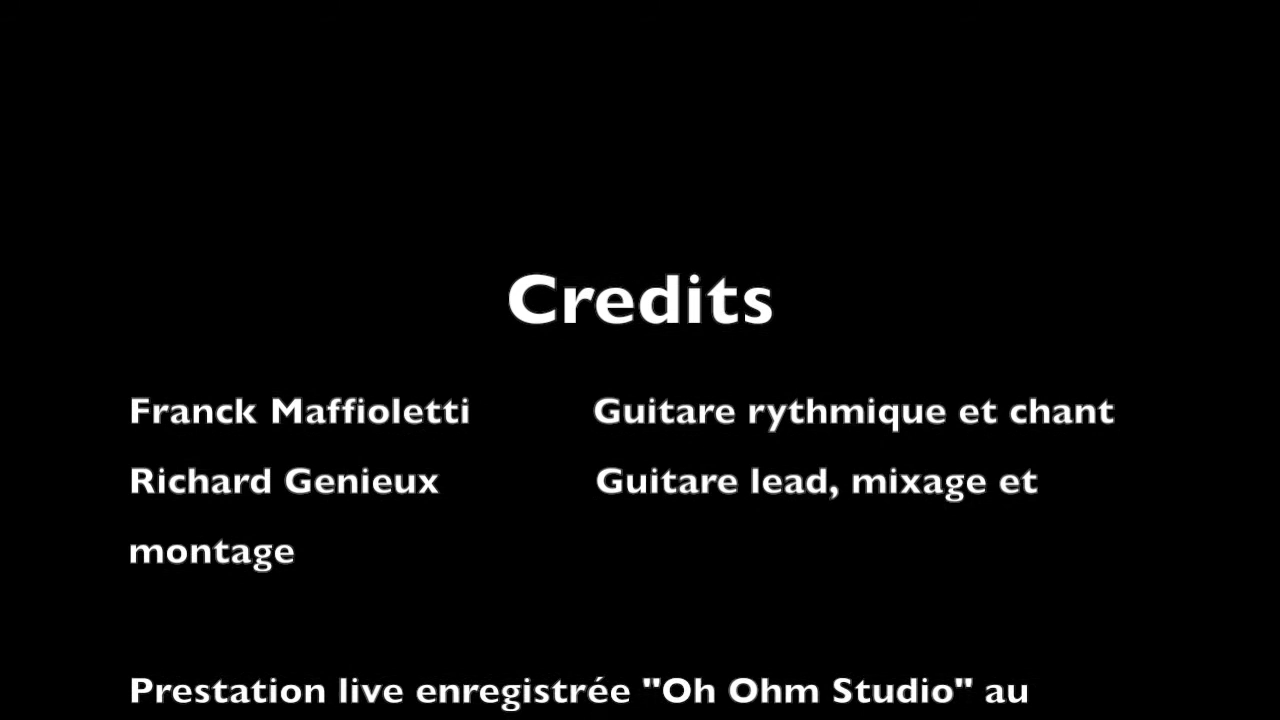 Credits
Franck Maffioletti Guitare rythmique et chant
Richard Genieux Guitare lead, mixage et
montage
Prestation live enregistrée "Oh Ohm Studio" au